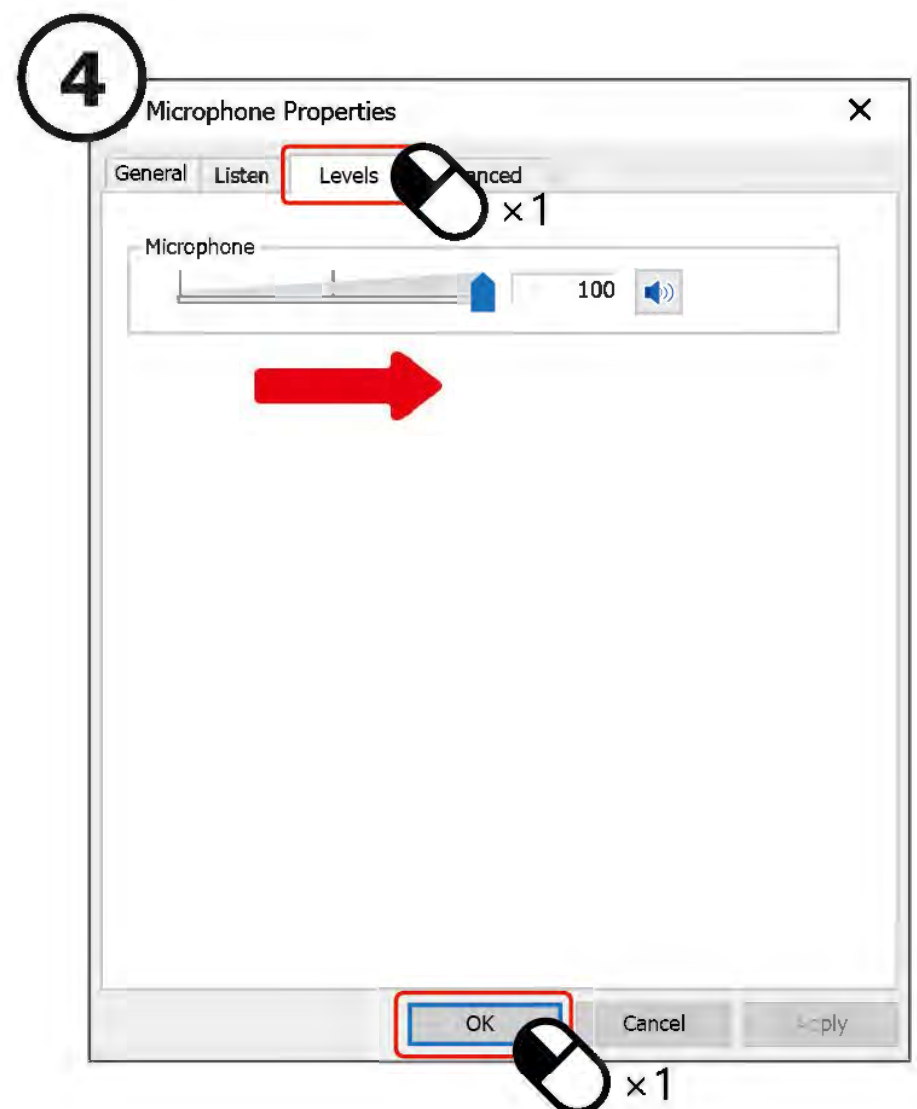 4
Microphone Properties
General Listen Levels
×1
Microphone
100
OK Cancel
×1